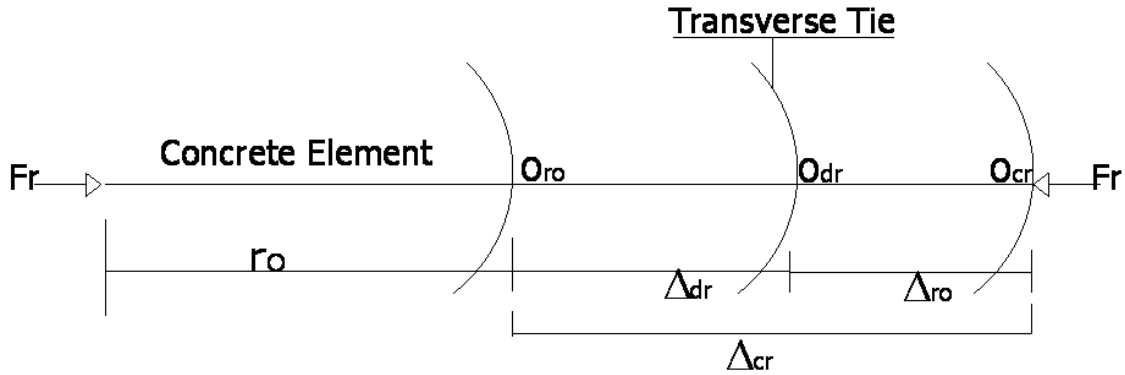 Transverse Tie
Concrete Element
Fr
Oro
Odr
Ocr
Fr
ro
Δdr
Δro
Δcr